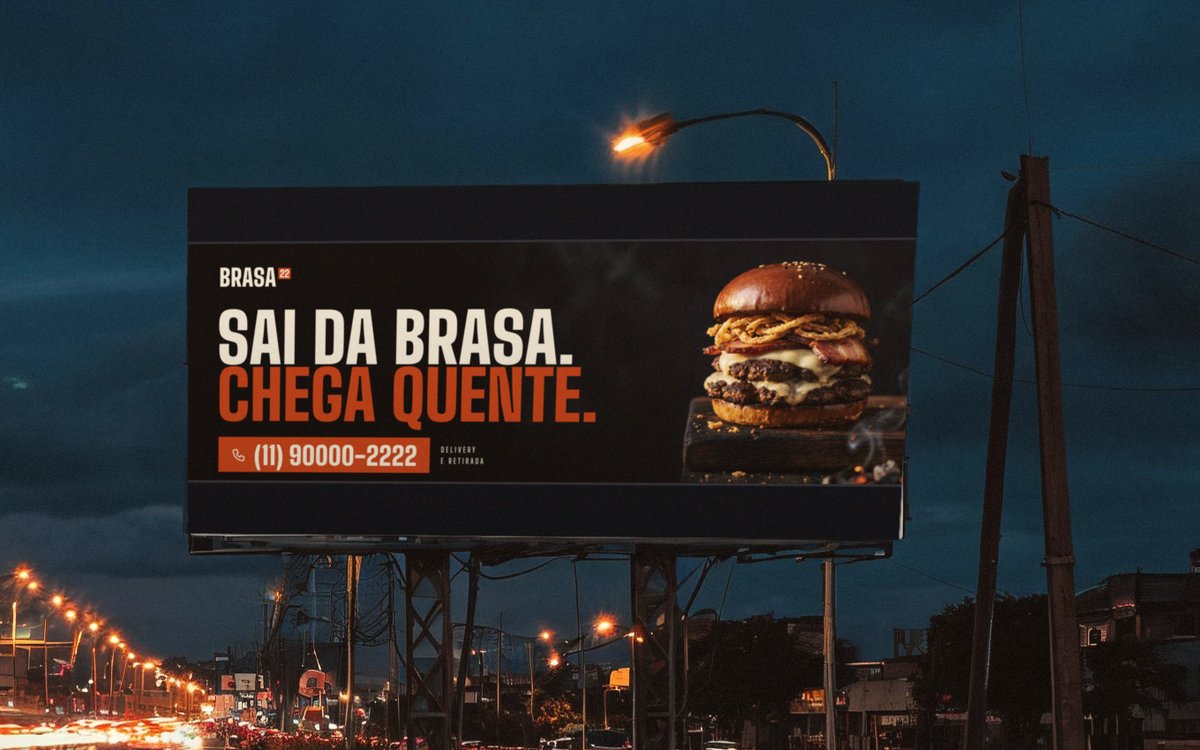 BRASA 22
SAI DA BRASA.
CHEGA QUENTE.
(11) 90000-2222
DELIVERY
E RETIRADA